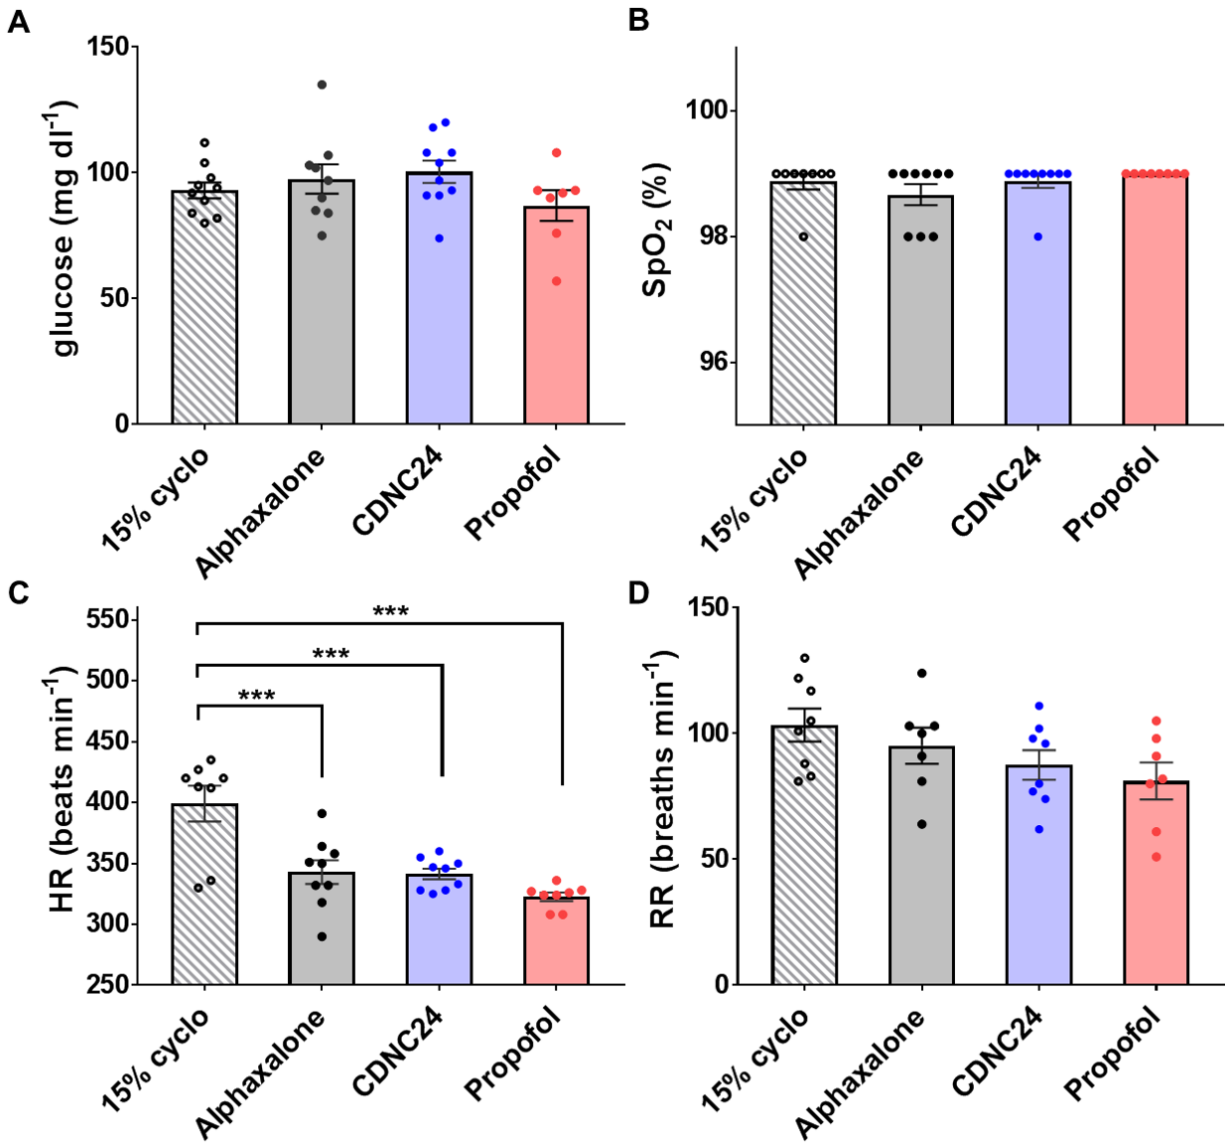 A
glucose (mg dl⁻¹)
150
100
50
0
15% cyclo
Alphaxalone
CDNC24
Propofol
B
SpO₂ (%)
100
98
96
15% cyclo
Alphaxalone
CDNC24
Propofol
C
HR (beats min⁻¹)
550
500
450
400
350
300
250
***
***
***
15% cyclo
Alphaxalone
CDNC24
Propofol
D
RR (breaths min⁻¹)
150
100
50
0
15% cyclo
Alphaxalone
CDNC24
Propofol